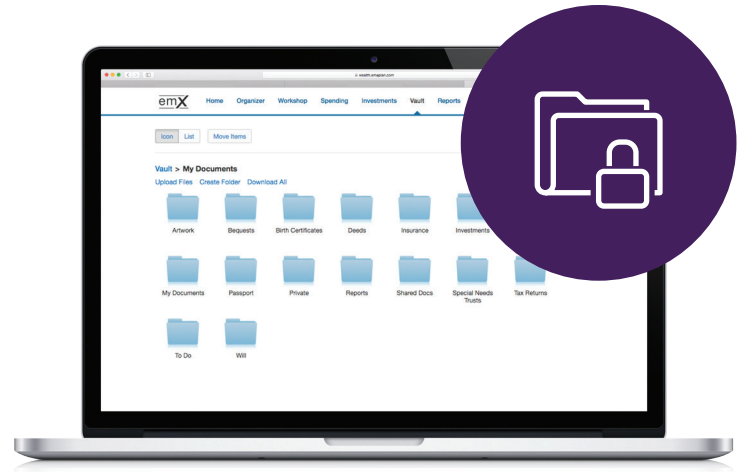 wealth.emaplan.com
emX Home Organizer Workshop Spending Investments Vault Reports
Icon List Move Items
Vault > My Documents
Upload Files Create Folder Download All
Artwork Bequests Birth Certificates Deeds Insurance Investments
My Documents Passport Private Reports Shared Docs Special Needs Trusts Tax Returns
To Do Will